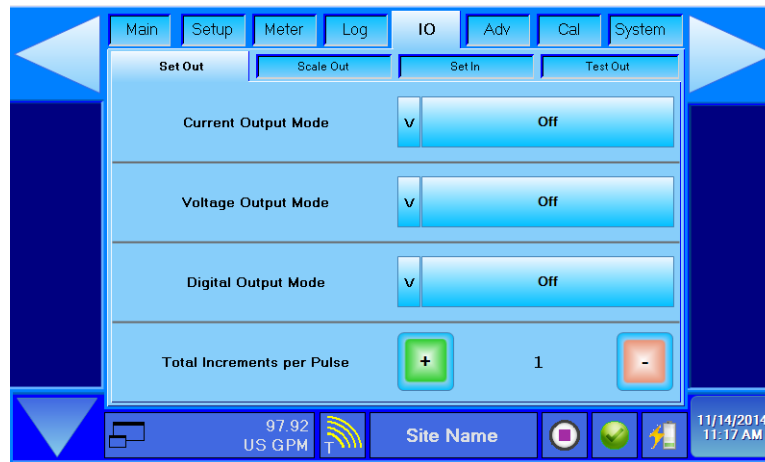 Main Setup Meter Log IO Adv Cal System
Set Out Scale Out Set In Test Out
Current Output Mode V Off
Voltage Output Mode V Off
Digital Output Mode V Off
Total Increments per Pulse + 1 -
97.92
US GPM
T
Site Name
11/14/2014
11:17 AM